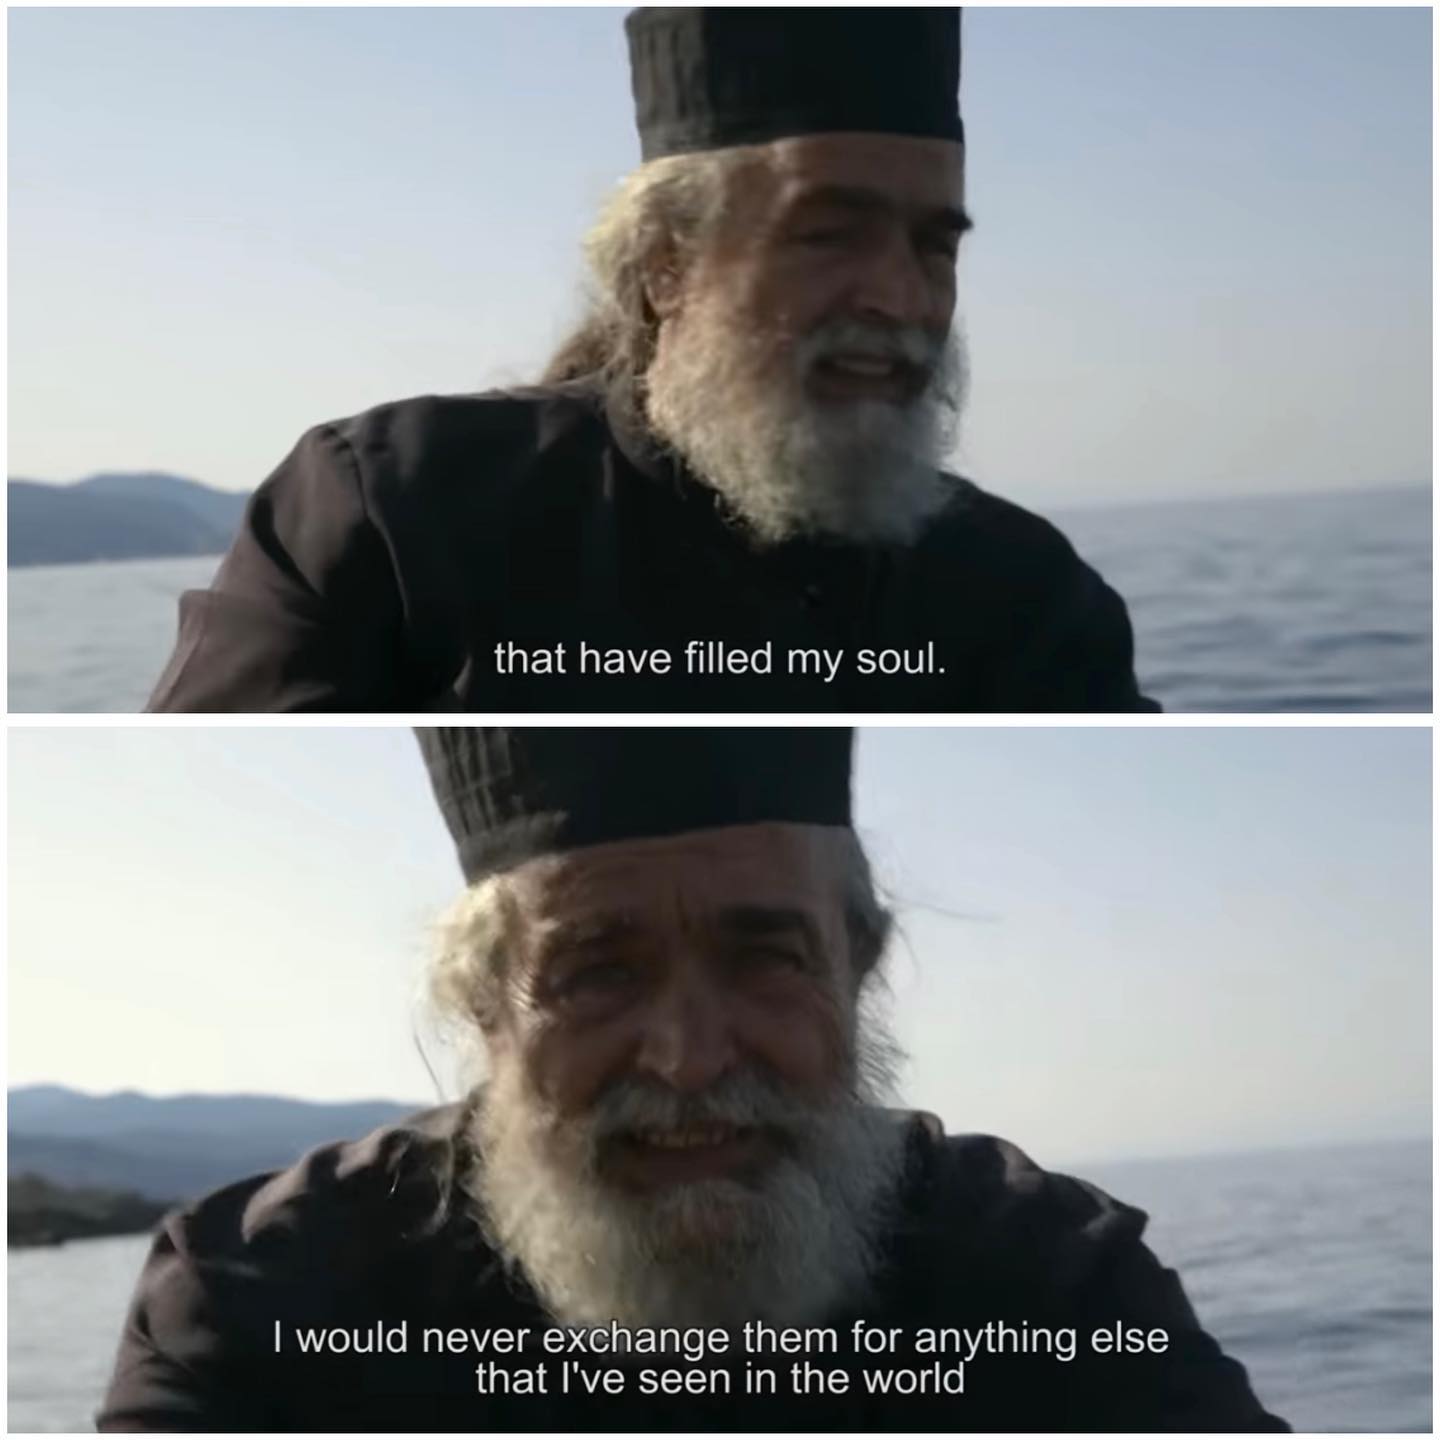 that have filled my soul.
I would never exchange them for anything else
that I've seen in the world